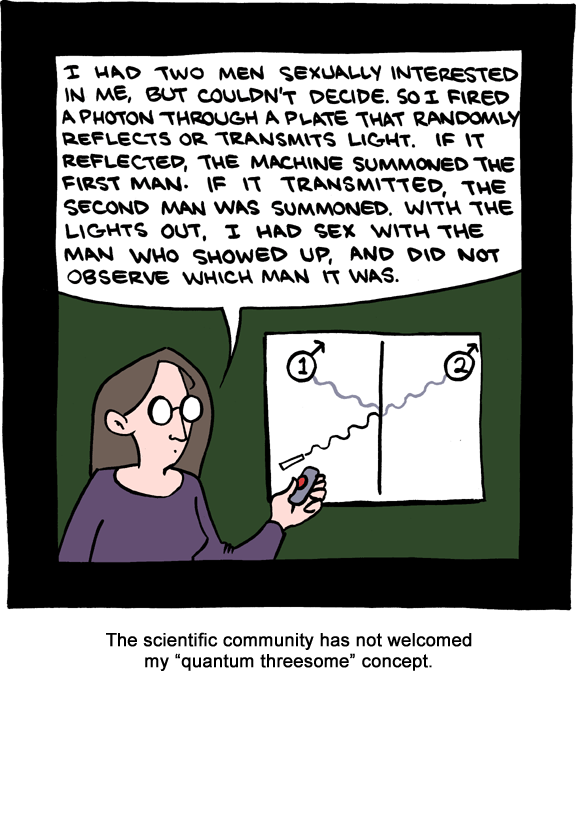 I HAD TWO MEN SEXUALLY INTERESTED
IN ME, BUT COULDN'T DECIDE. SO I FIRED
A PHOTON THROUGH A PLATE THAT RANDOMLY
REFLECTS OR TRANSMITS LIGHT. IF IT
REFLECTED, THE MACHINE SUMMONED THE
FIRST MAN. IF IT TRANSMITTED, THE
SECOND MAN WAS SUMMONED. WITH THE
LIGHTS OUT, I HAD SEX WITH THE
MAN WHO SHOWED UP, AND DID NOT
OBSERVE WHICH MAN IT WAS.
1
2
The scientific community has not welcomed
my “quantum threesome” concept.